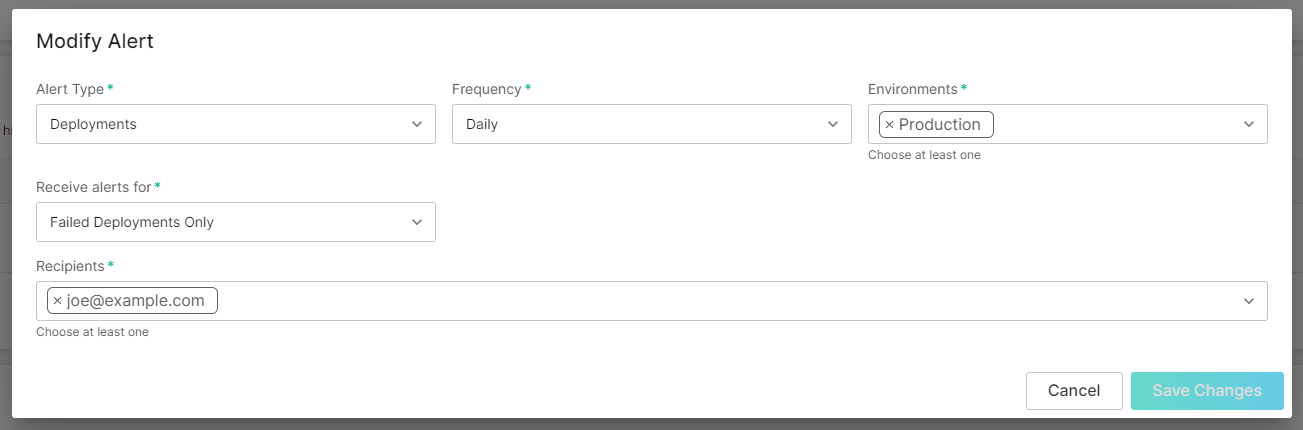 Modify Alert
Alert Type *
Frequency *
Environments *
Deployments
Daily
× Production
Choose at least one
Receive alerts for *
Failed Deployments Only
Recipients *
× joe@example.com
Choose at least one
Cancel
Save Changes